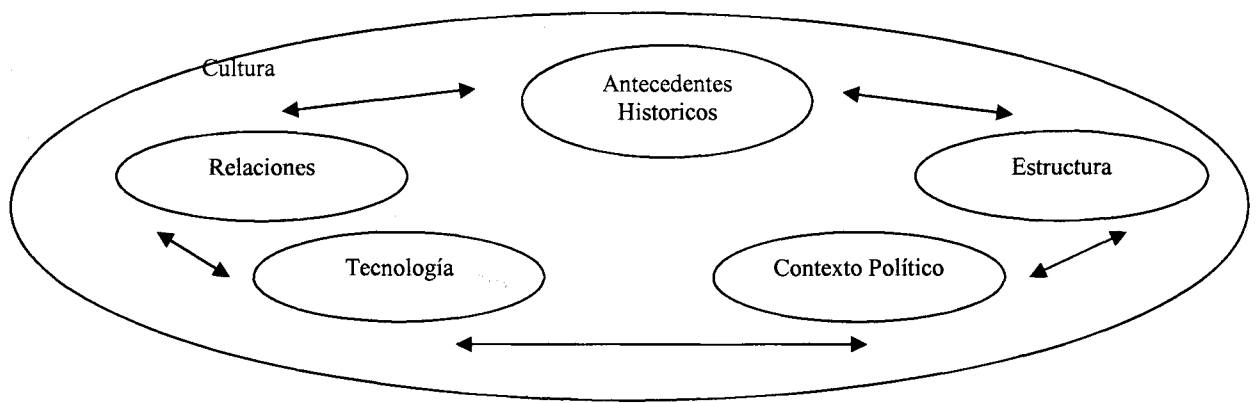 Cultura
Antecedentes
Historicos
Relaciones
Estructura
Tecnología
Contexto Político